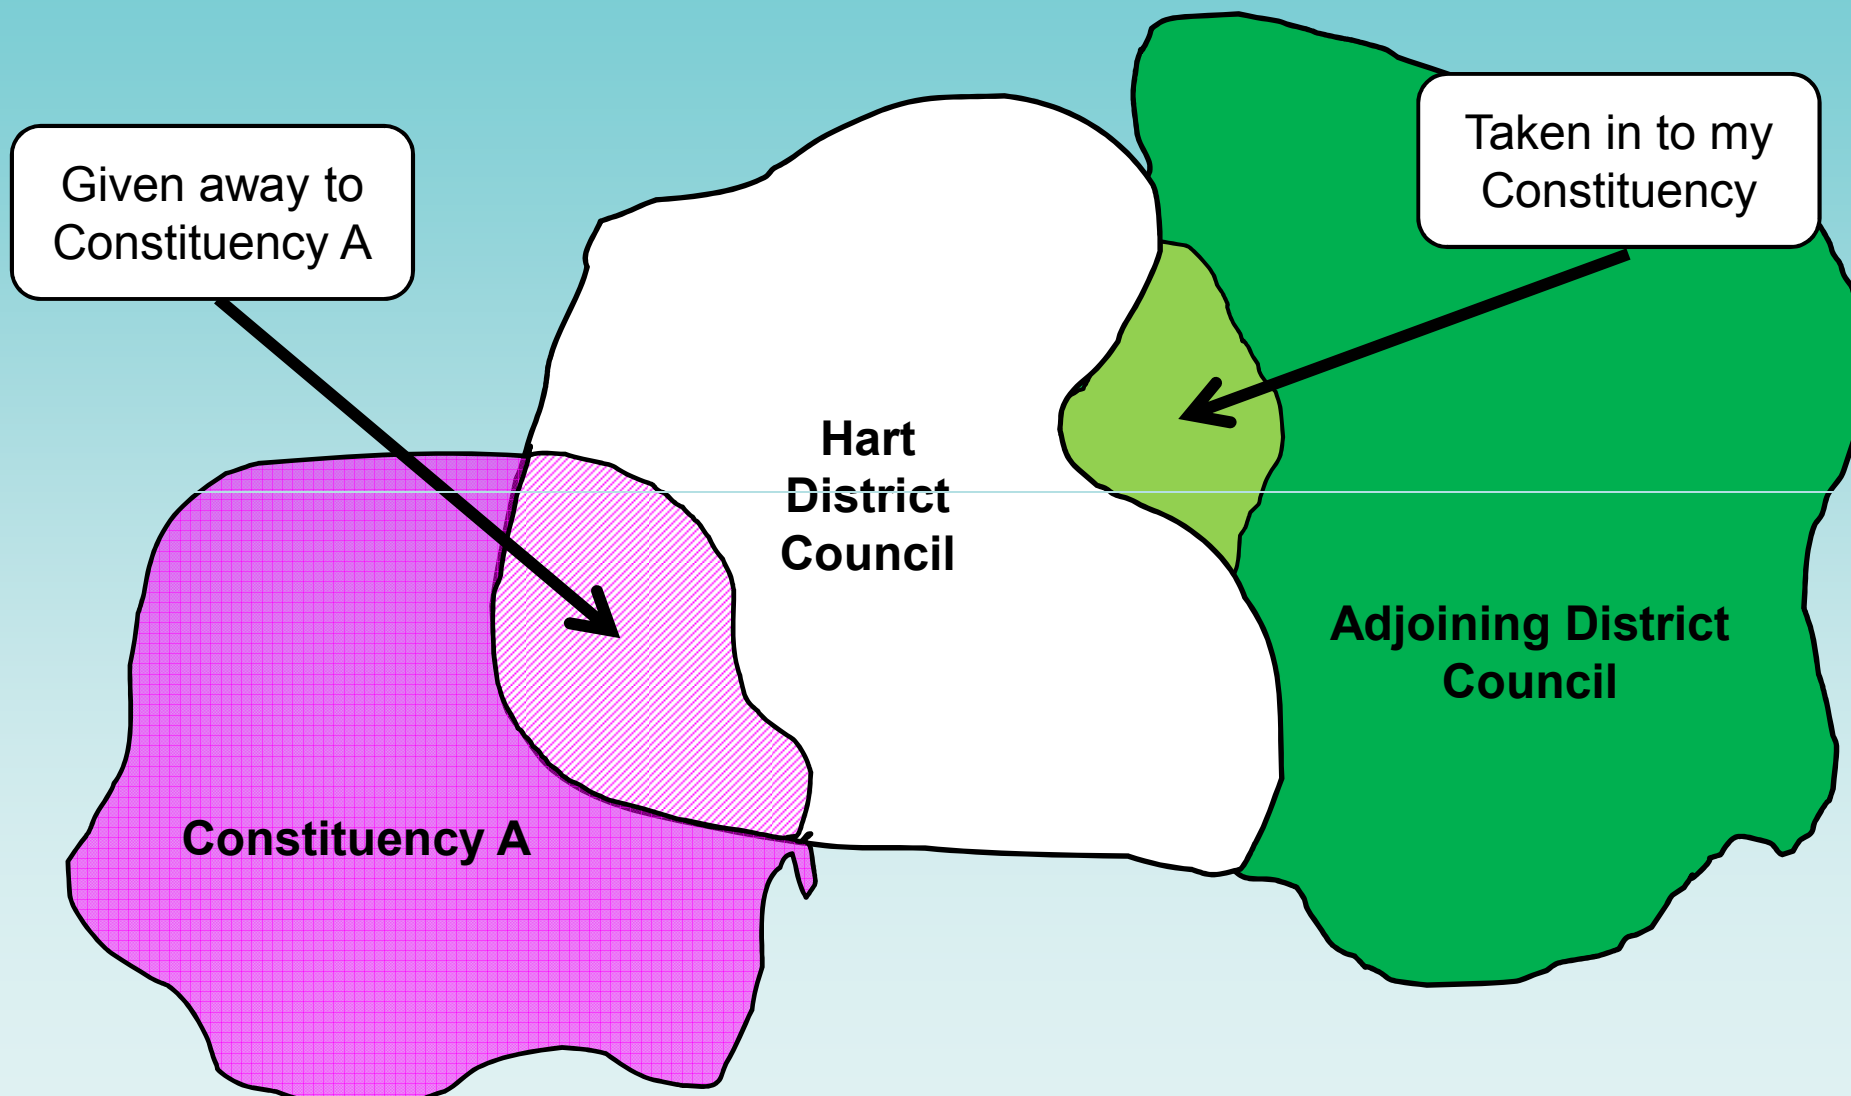 Given away to
Constituency A
Taken in to my
Constituency
Hart
District
Council
Adjoining District
Council
Constituency A